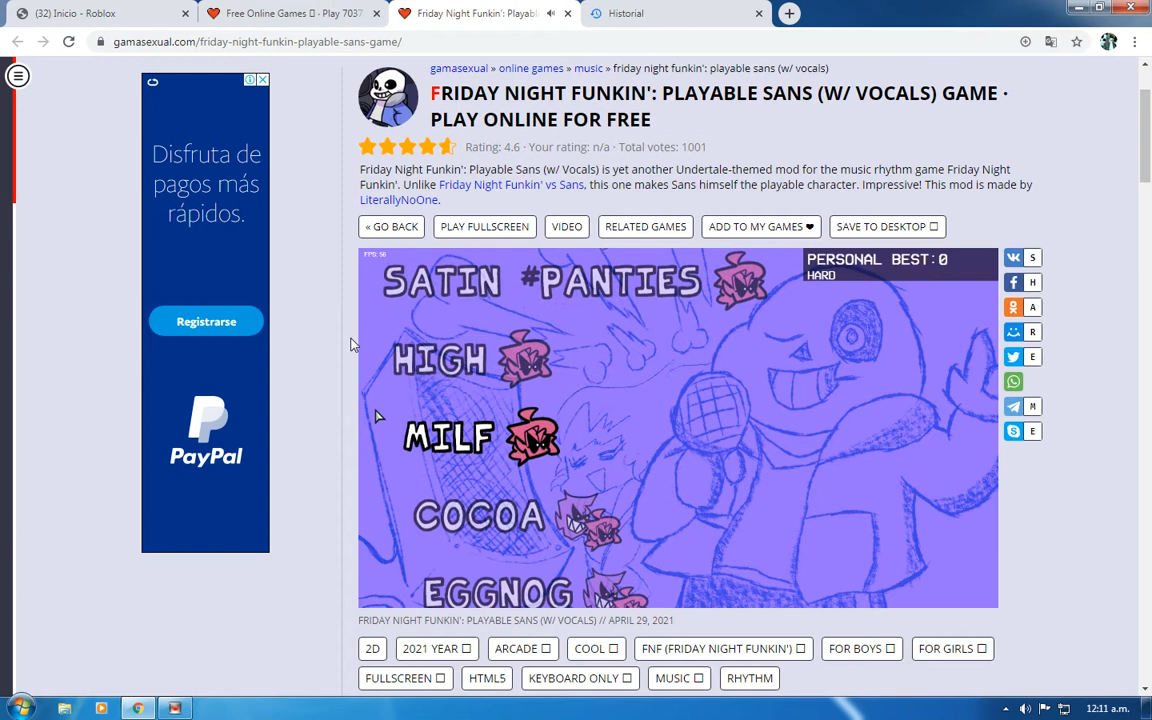 (32) Inicio - Roblox
Free Online Games · Play 7037
Friday Night Funkin': Playabl
Historial
gamasexual.com/friday-night-funkin-playable-sans-game/
gamasexual » online games » music » friday night funkin': playable sans (w/ vocals)
FRIDAY NIGHT FUNKIN': PLAYABLE SANS (W/ VOCALS) GAME ·
PLAY ONLINE FOR FREE
Rating: 4.6 · Your rating: n/a · Total votes: 1001
Friday Night Funkin': Playable Sans (w/ Vocals) is yet another Undertale-themed mod for the music rhythm game Friday Night
Funkin'. Unlike Friday Night Funkin' vs Sans, this one makes Sans himself the playable character. Impressive! This mod is made by
LiterallyNoOne.
« GO BACK
PLAY FULLSCREEN
VIDEO
RELATED GAMES
ADD TO MY GAMES ❤
SAVE TO DESKTOP
Disfruta de
pagos más
rápidos.
Registrarse
PayPal
FPS: 56
PERSONAL BEST:0
HARD
SATIN #PANTIES
HIGH
MILF
COCOA
EGGNOG
S
H
A
R
E
M
E
FRIDAY NIGHT FUNKIN': PLAYABLE SANS (W/ VOCALS) // APRIL 29, 2021
2D
2021 YEAR
ARCADE
COOL
FNF (FRIDAY NIGHT FUNKIN')
FOR BOYS
FOR GIRLS
FULLSCREEN
HTML5
KEYBOARD ONLY
MUSIC
RHYTHM
12:11 a.m.